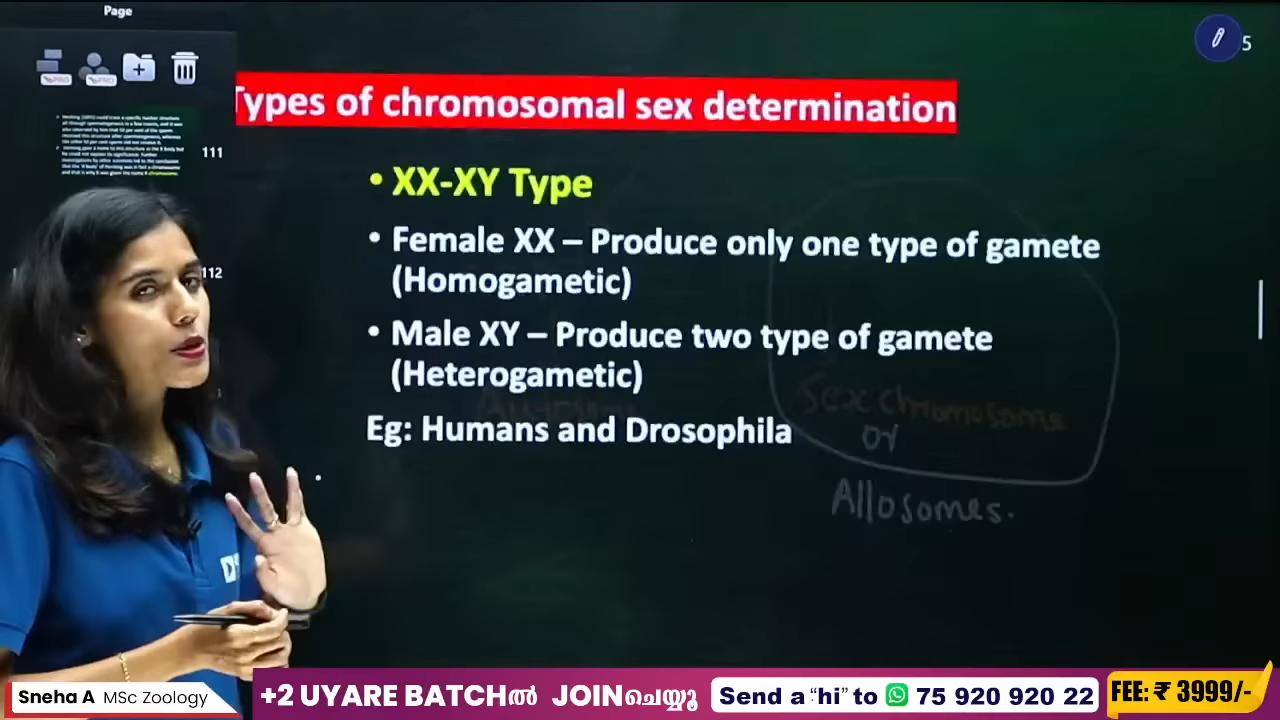 Page
5
Types of chromosomal sex determination
111
• XX-XY Type
• Female XX – Produce only one type of gamete
(Homogametic)
112
• Male XY – Produce two type of gamete
(Heterogametic)
Sex chromosome
Eg: Humans and Drosophila
or
Allosomes.
Sneha A MSc Zoology
+2 UYARE BATCHൽ JOINചെയ്യൂ
Send a “hi” to 75 920 920 22
FEE: ₹ 3999/-